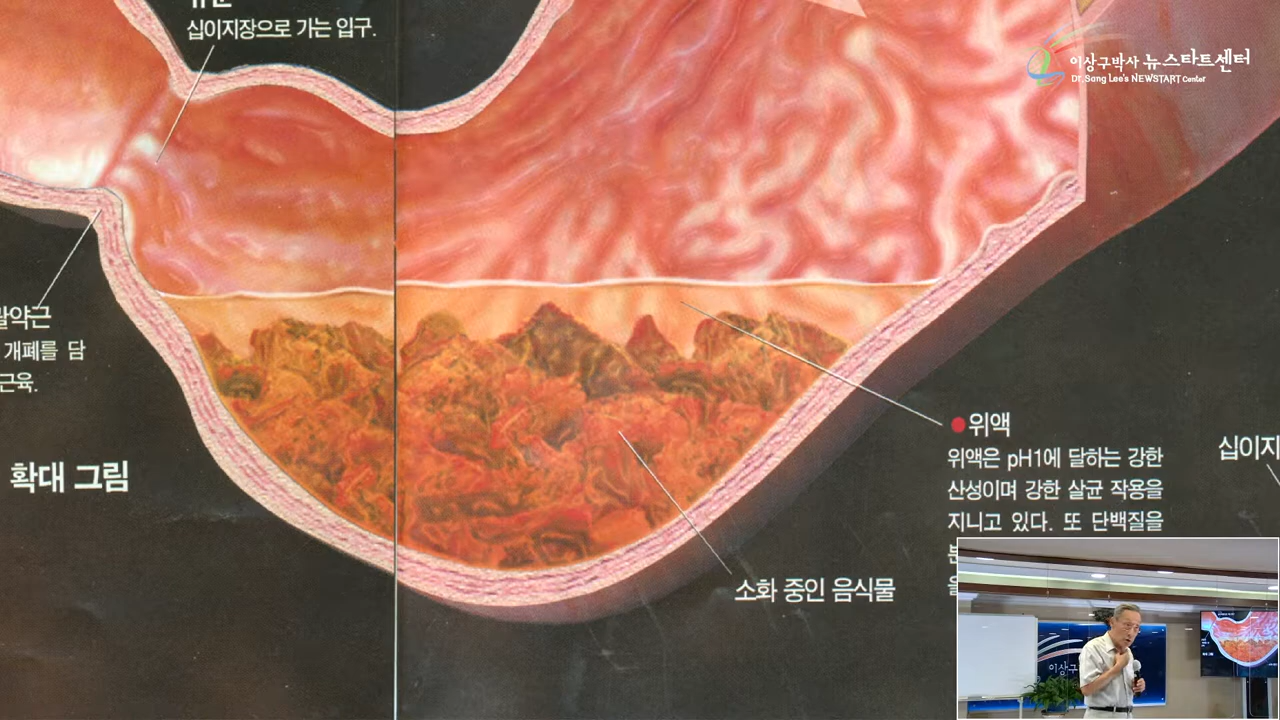 십이지장으로 가는 입구.
이상구박사 뉴스타트센터
Dr. Sang Lee's NEWSTART Center
괄약근
개폐를 담
근육.
확대 그림
위액
위액은 pH1에 달하는 강한
산성이며 강한 살균 작용을
지니고 있다. 또 단백질을
십이지
소화 중인 음식물
이상구